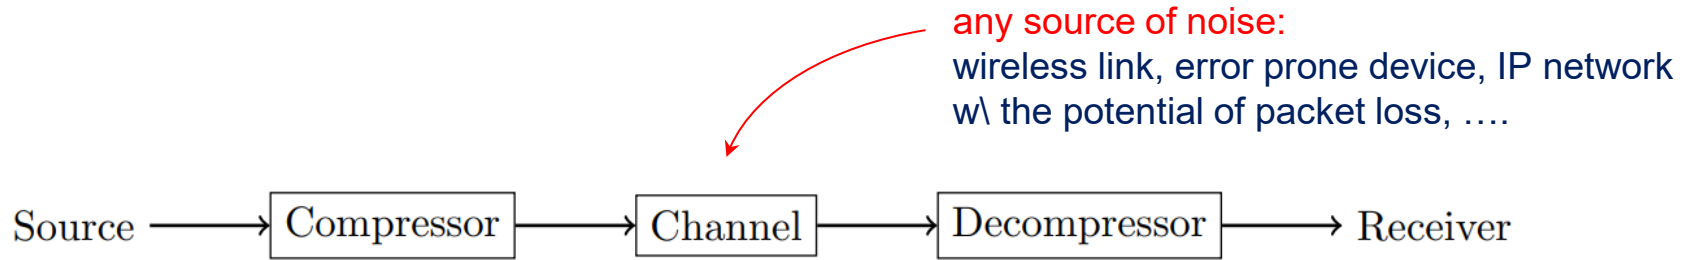 any source of noise:
wireless link, error prone device, IP network
w\ the potential of packet loss, ….
Source
Compressor
Channel
Decompressor
Receiver